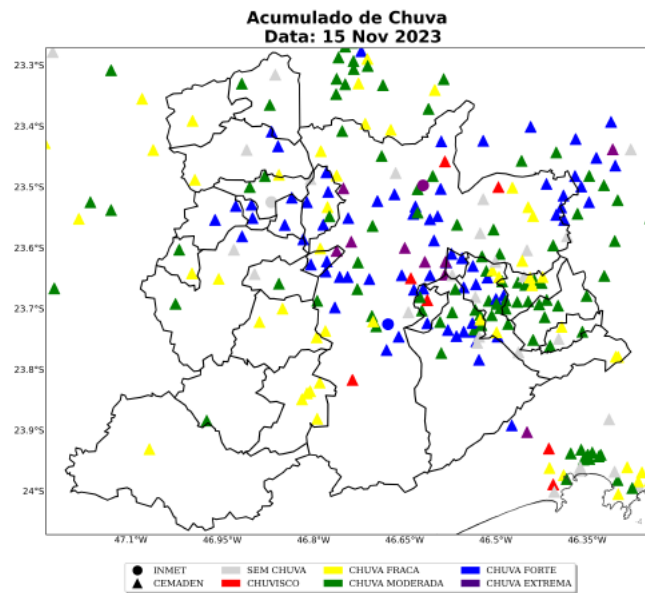 Acumulado de Chuva
Data: 15 Nov 2023
23.3°S
23.4°S
23.5°S
23.6°S
23.7°S
23.8°S
23.9°S
24°S
47.1°W
46.95°W
46.8°W
46.65°W
46.5°W
46.35°W
-4
INMET
CEMADEN
SEM CHUVA
CHUVISCO
CHUVA FRACA
CHUVA MODERADA
CHUVA FORTE
CHUVA EXTREMA